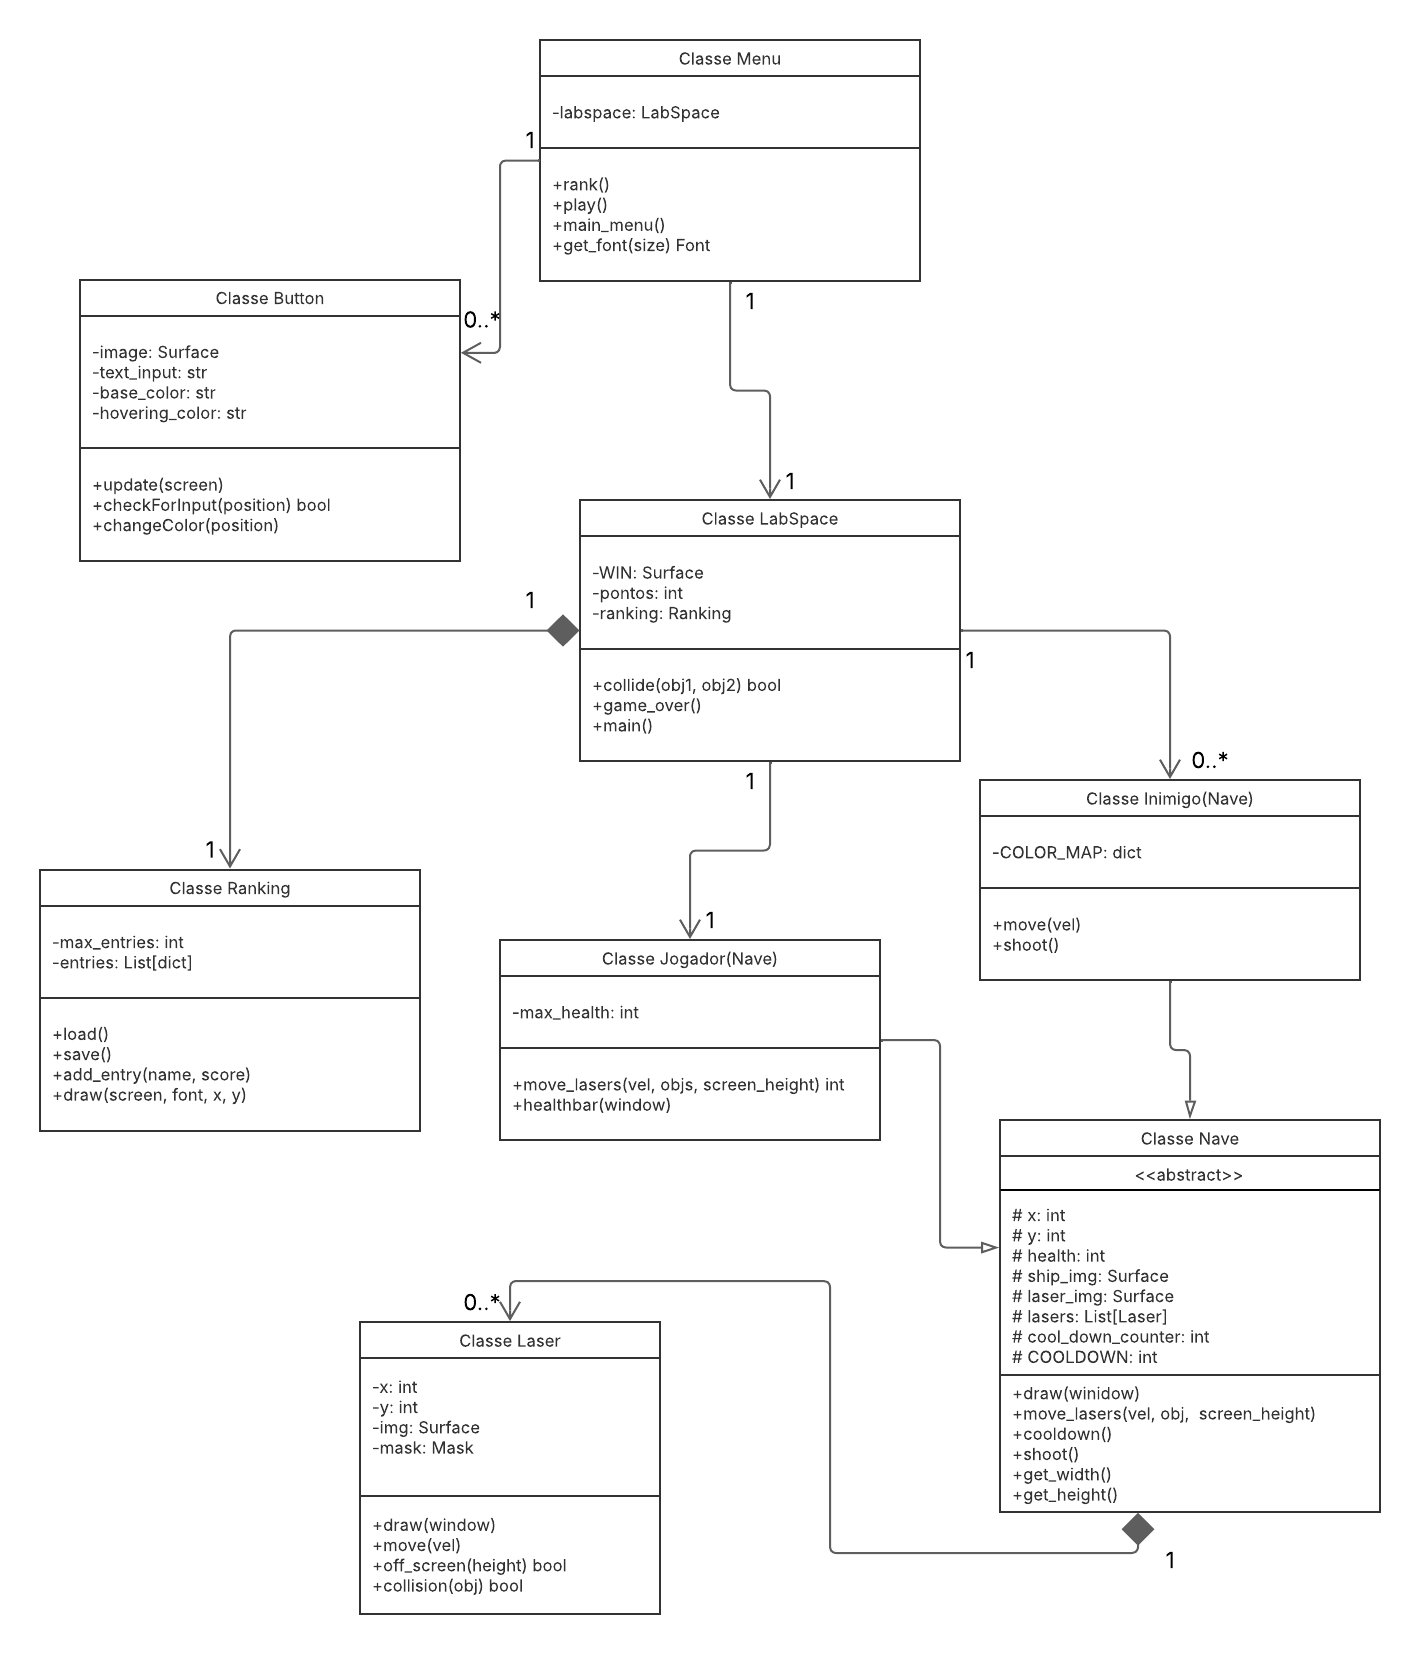 Classe Menu
-labspace: LabSpace
1
+rank()
+play()
+main_menu()
+get_font(size) Font
1
Classe Button
0..*
-image: Surface
-text_input: str
-base_color: str
-hovering_color: str
+update(screen)
+checkForInput(position) bool
+changeColor(position)
1
Classe LabSpace
-WIN: Surface
-pontos: int
-ranking: Ranking
1
1
+collide(obj1, obj2) bool
+game_over()
+main()
1
0..*
Classe Inimigo(Nave)
-COLOR_MAP: dict
+move(vel)
+shoot()
1
Classe Ranking
-max_entries: int
-entries: List[dict]
+load()
+save()
+add_entry(name, score)
+draw(screen, font, x, y)
1
Classe Jogador(Nave)
-max_health: int
+move_lasers(vel, objs, screen_height) int
+healthbar(window)
Classe Nave
<<abstract>>
# x: int
# y: int
# health: int
# ship_img: Surface
# laser_img: Surface
# lasers: List[Laser]
# cool_down_counter: int
# COOLDOWN: int
+draw(winidow)
+move_lasers(vel, obj,  screen_height)
+cooldown()
+shoot()
+get_width()
+get_height()
1
0..*
Classe Laser
-x: int
-y: int
-img: Surface
-mask: Mask
+draw(window)
+move(vel)
+off_screen(height) bool
+collision(obj) bool